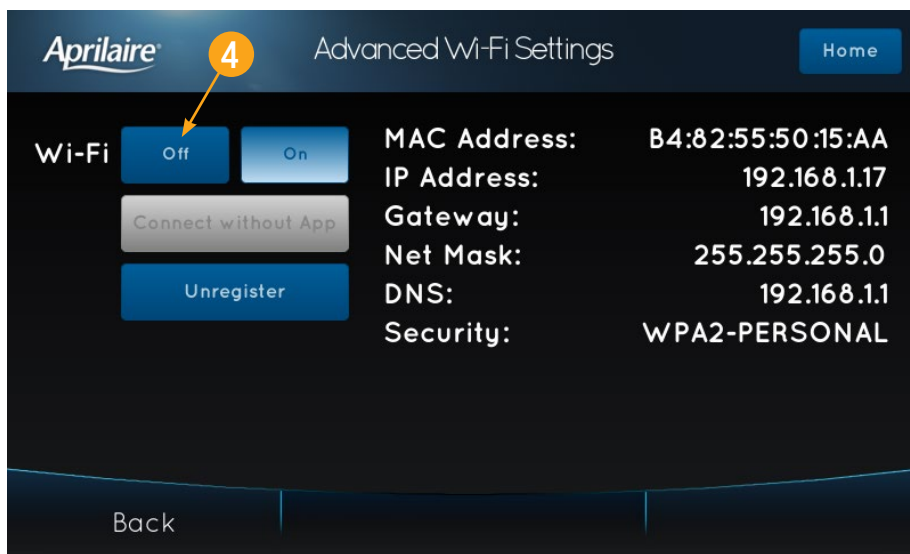 Aprilaire
4
Advanced Wi-Fi Settings
Home
Wi-Fi
Off
On
Connect without App
Unregister
MAC Address: B4:82:55:50:15:AA
IP Address: 192.168.1.17
Gateway: 192.168.1.1
Net Mask: 255.255.255.0
DNS: 192.168.1.1
Security: WPA2-PERSONAL
Back